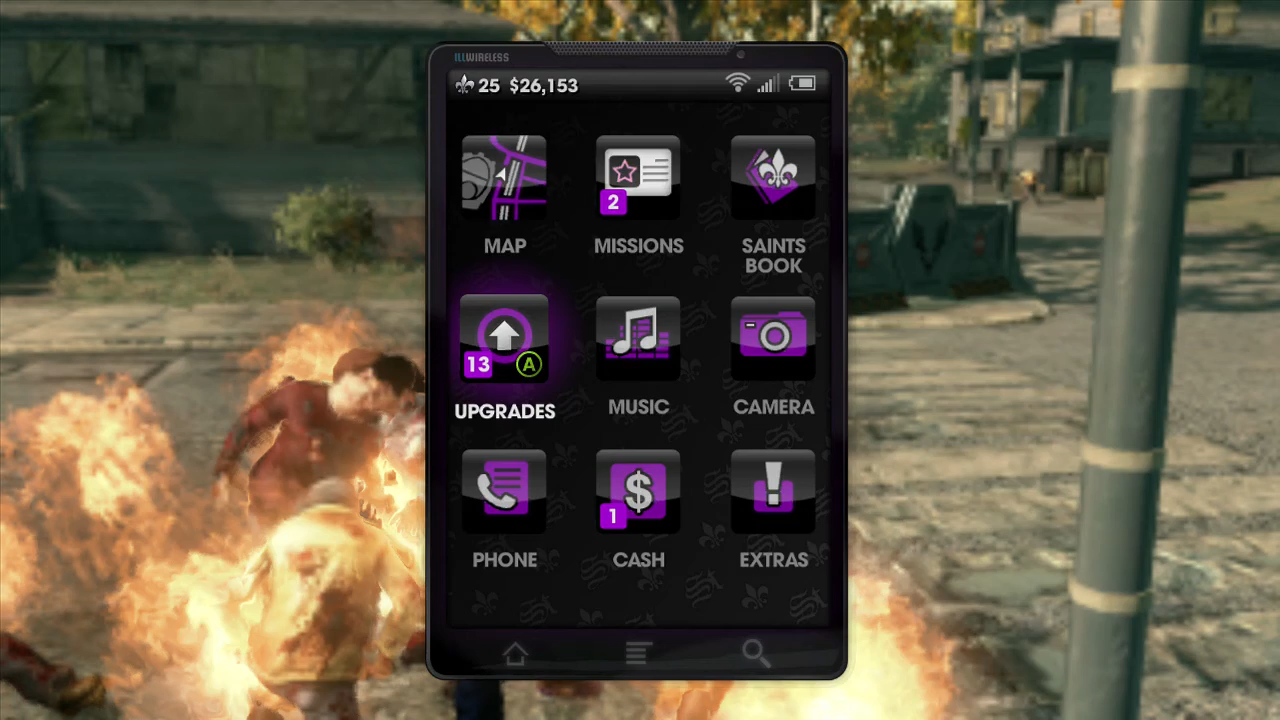 ILLWIRELESS
25 $26,153
2
MAP
MISSIONS
SAINTS
BOOK
13
A
UPGRADES
MUSIC
CAMERA
$
1
!
PHONE
CASH
EXTRAS